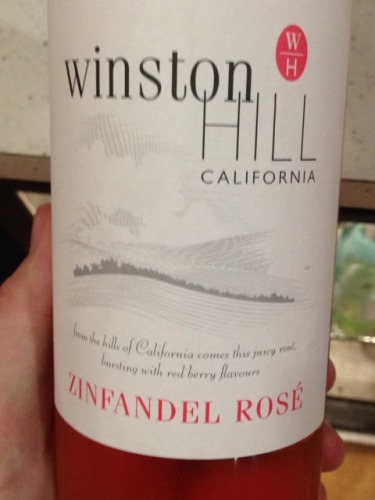 W
H
winston
HILL
CALIFORNIA
from the hills of California comes this juicy rosé,
bursting with red berry flavours
ZINFANDEL ROSÉ